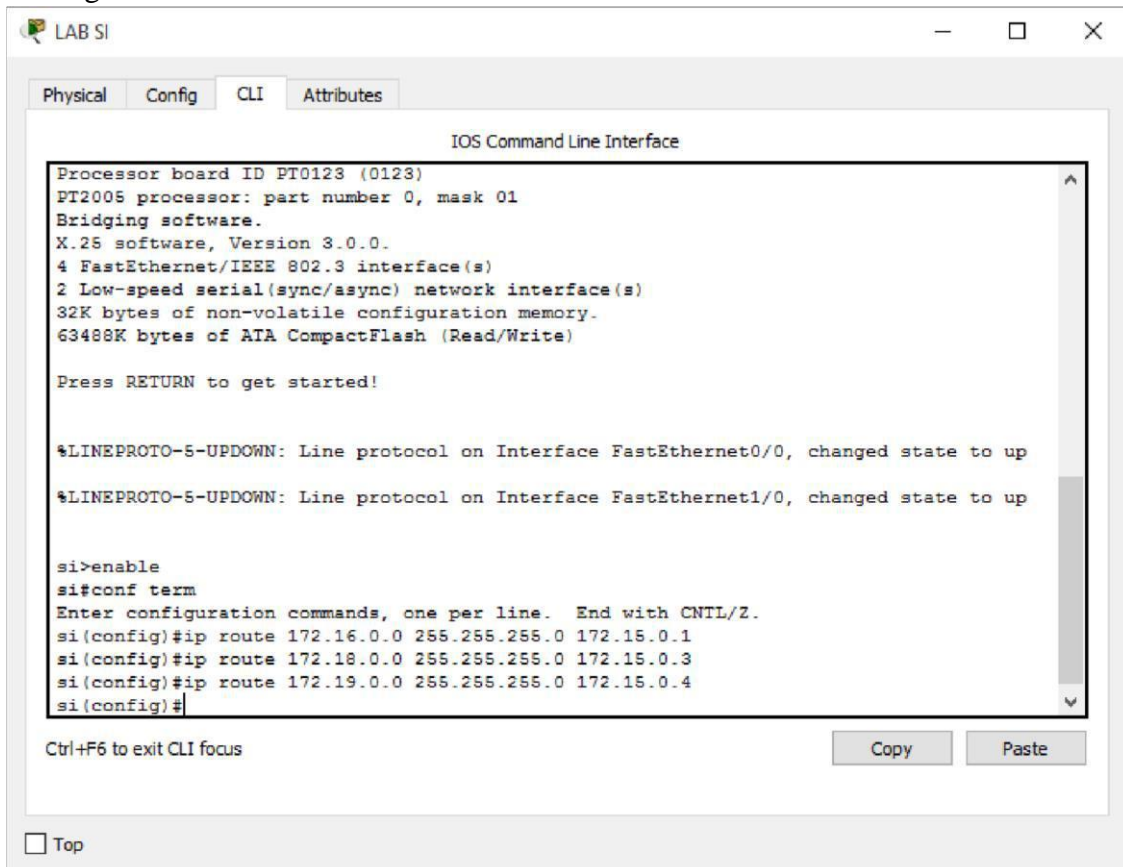 LAB SI
Physical Config CLI Attributes
IOS Command Line Interface
Processor board ID PT0123 (0123)
PT2005 processor: part number 0, mask 01
Bridging software.
X.25 software, Version 3.0.0.
4 FastEthernet/IEEE 802.3 interface(s)
2 Low-speed serial(sync/async) network interface(s)
32K bytes of non-volatile configuration memory.
63488K bytes of ATA CompactFlash (Read/Write)
Press RETURN to get started!
%LINEPROTO-5-UPDOWN: Line protocol on Interface FastEthernet0/0, changed state to up
%LINEPROTO-5-UPDOWN: Line protocol on Interface FastEthernet1/0, changed state to up
si>enable
si#conf term
Enter configuration commands, one per line. End with CNTL/Z.
si(config)#ip route 172.16.0.0 255.255.255.0 172.15.0.1
si(config)#ip route 172.18.0.0 255.255.255.0 172.15.0.3
si(config)#ip route 172.19.0.0 255.255.255.0 172.15.0.4
si(config)#
Ctrl+F6 to exit CLI focus
Copy Paste
Top